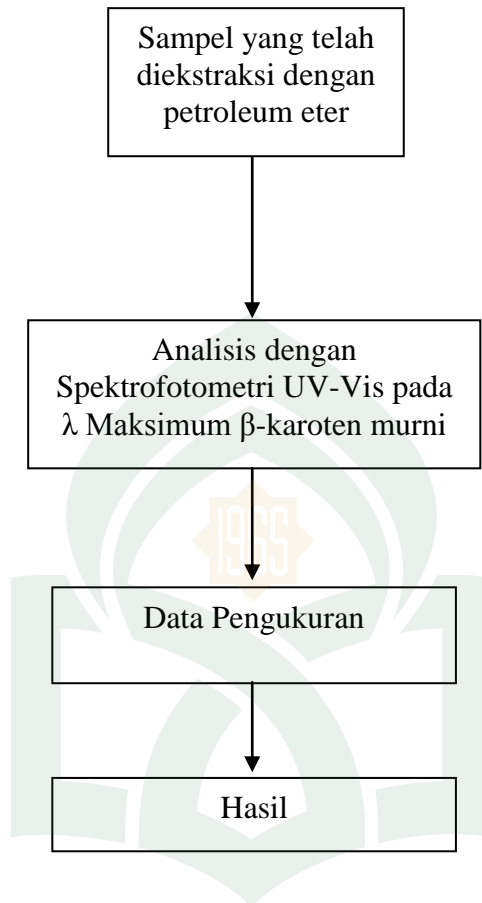 Sampel yang telah
diekstraksi dengan
petroleum eter
Analisis dengan
Spektrofotometri UV-Vis pada
λ Maksimum β-karoten murni
1965
Data Pengukuran
Hasil